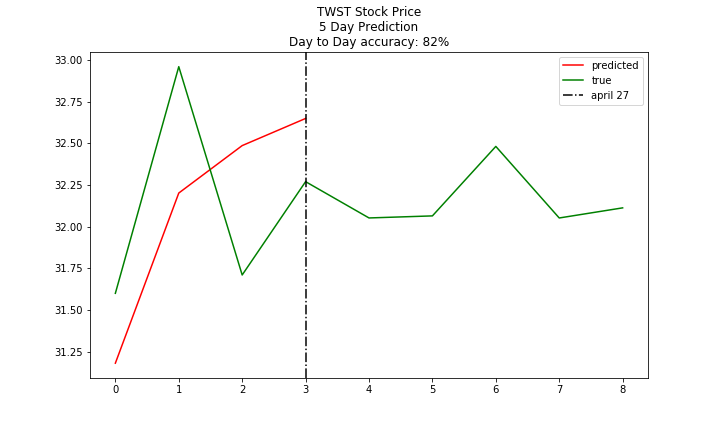 TWST Stock Price
5 Day Prediction
Day to Day accuracy: 82%
33.00
32.75
32.50
32.25
32.00
31.75
31.50
31.25
predicted
true
april 27
0 1 2 3 4 5 6 7 8